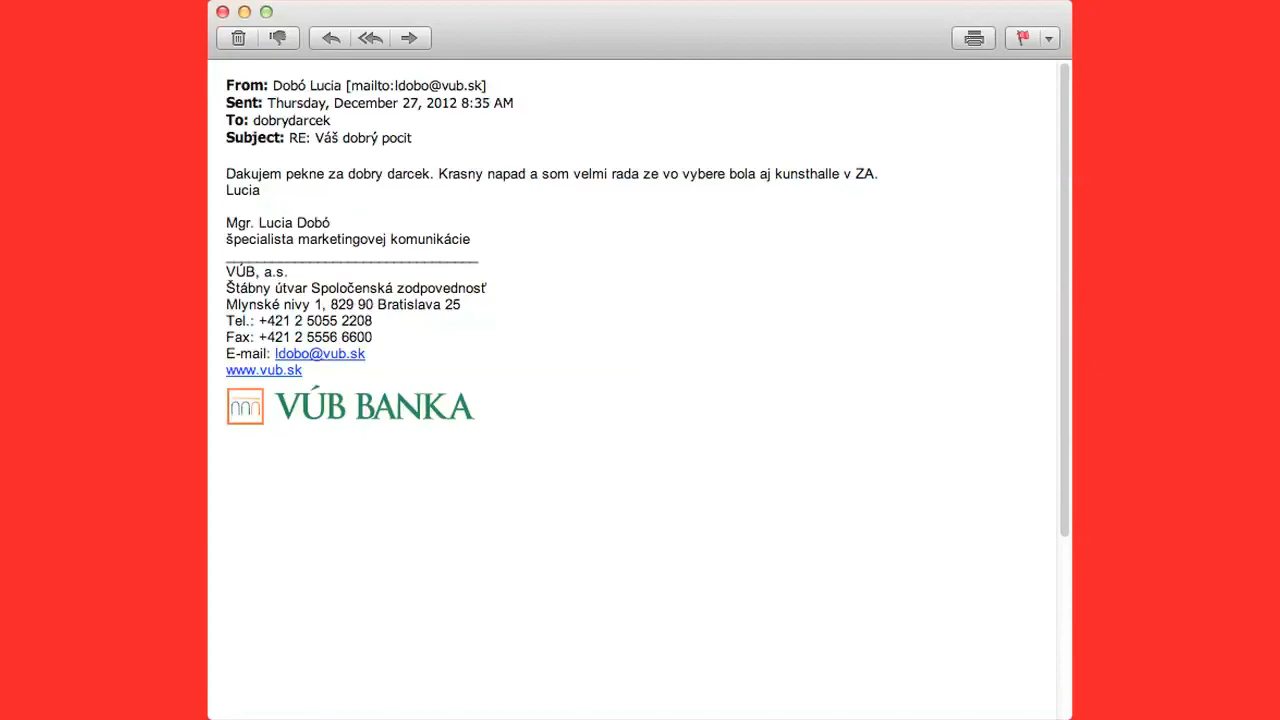 From: Dobó Lucia [mailto:ldobo@vub.sk]
Sent: Thursday, December 27, 2012 8:35 AM
To: dobrydarcek
Subject: RE: Váš dobrý pocit
Dakujem pekne za dobry darcek. Krasny napad a som velmi rada ze vo vybere bola aj kunsthalle v ZA.
Lucia
Mgr. Lucia Dobó
špecialista marketingovej komunikácie
_________________________________
VÚB, a.s.
Štábny útvar Spoločenská zodpovednosť
Mlynské nivy 1, 829 90 Bratislava 25
Tel.: +421 2 5055 2208
Fax: +421 2 5556 6600
E-mail: ldobo@vub.sk
www.vub.sk
VÚB BANKA